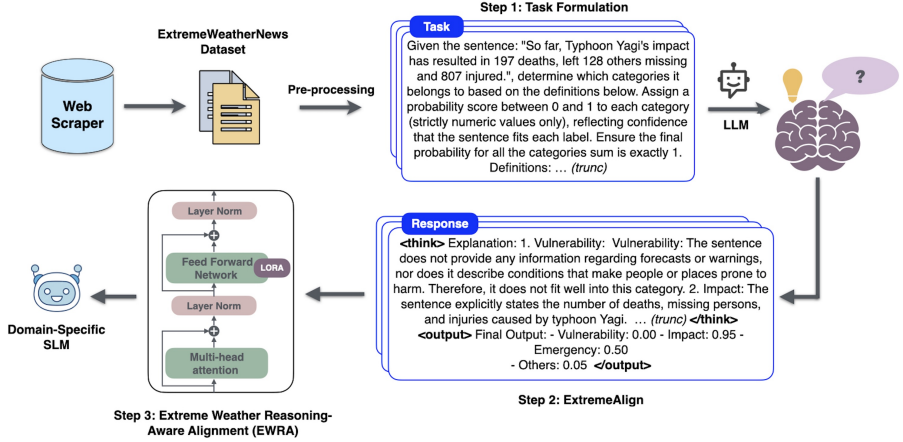 Step 1: Task Formulation
Web
Scraper
ExtremeWeatherNews
Dataset
Pre-processing
Task
Given the sentence: "So far, Typhoon Yagi's impact
has resulted in 197 deaths, left 128 others missing
and 807 injured.", determine which categories it
belongs to based on the definitions below. Assign a
probability score between 0 and 1 to each category
(strictly numeric values only), reflecting confidence
that the sentence fits each label. Ensure the final
probability for all the categories sum is exactly 1.
Definitions: ... (trunc)
LLM
?
Response
<think> Explanation: 1. Vulnerability: Vulnerability: The sentence
does not provide any information regarding forecasts or warnings,
nor does it describe conditions that make people or places prone to
harm. Therefore, it does not fit well into this category. 2. Impact: The
sentence explicitly states the number of deaths, missing persons,
and injuries caused by typhoon Yagi. ... (trunc) </think>
<output> Final Output: - Vulnerability: 0.00 - Impact: 0.95 -
Emergency: 0.50
- Others: 0.05 </output>
Step 2: ExtremeAlign
Layer Norm
Feed Forward
Network
LORA
Layer Norm
Multi-head
attention
Step 3: Extreme Weather Reasoning-
Aware Alignment (EWRA)
Domain-Specific
SLM